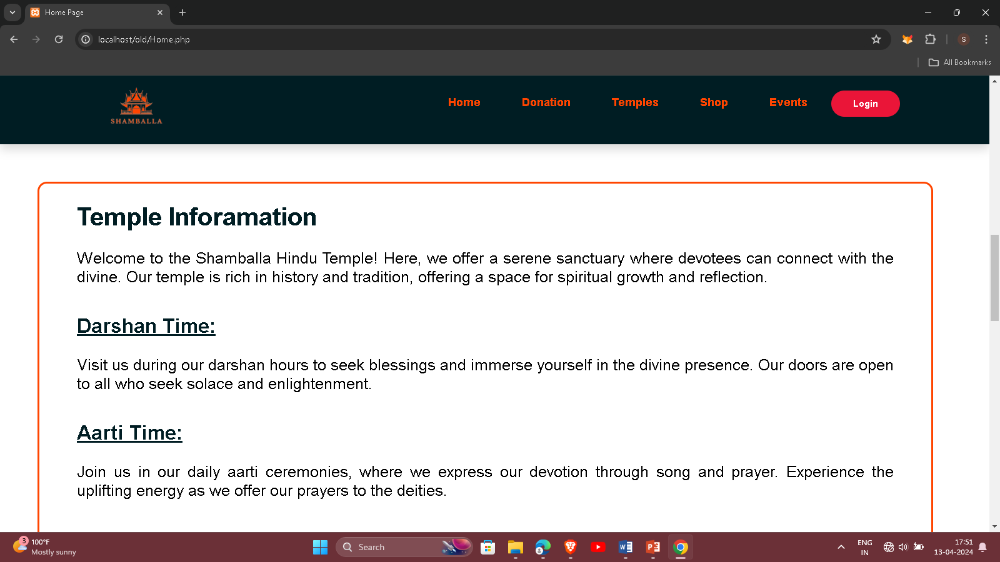 Home Page
localhost/old/Home.php
S
All Bookmarks
SHAMBALLA
Home Donation Temples Shop Events Login
Temple Inforamation
Welcome to the Shamballa Hindu Temple! Here, we offer a serene sanctuary where devotees can connect with the
divine. Our temple is rich in history and tradition, offering a space for spiritual growth and reflection.
Darshan Time:
Visit us during our darshan hours to seek blessings and immerse yourself in the divine presence. Our doors are open
to all who seek solace and enlightenment.
Aarti Time:
Join us in our daily aarti ceremonies, where we express our devotion through song and prayer. Experience the
uplifting energy as we offer our prayers to the deities.
3
100°F
Mostly sunny
Search
ENG
IN
17:51
13-04-2024